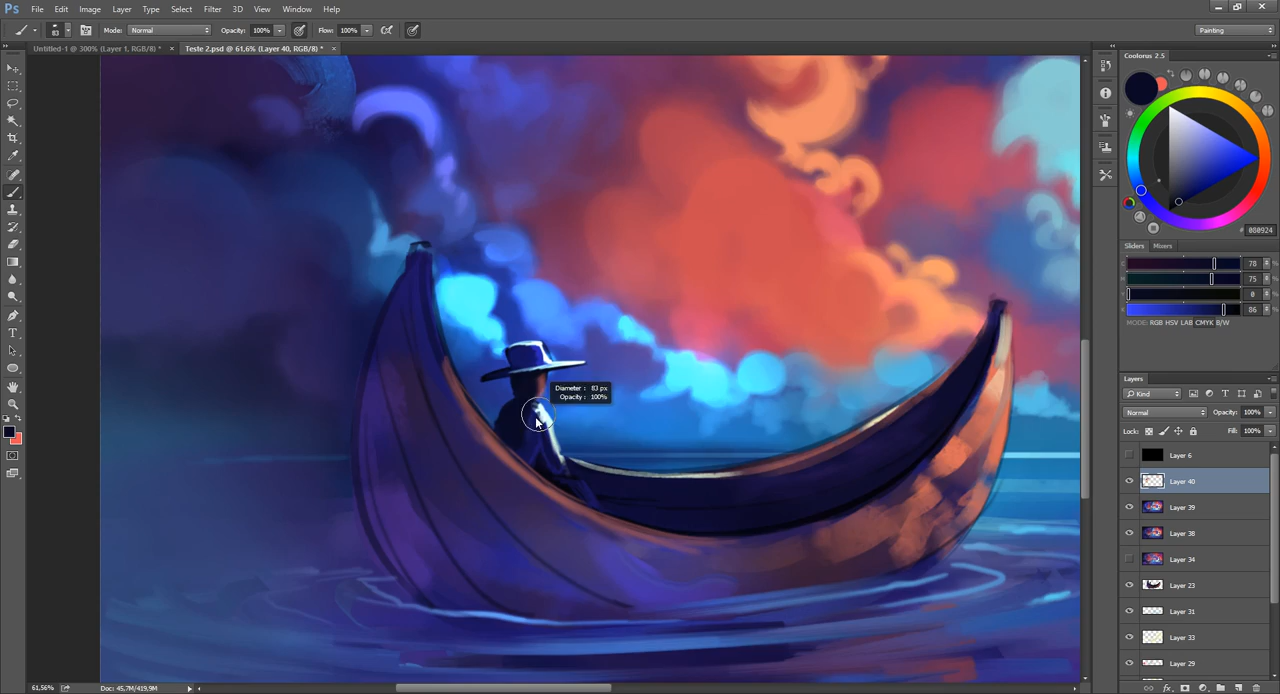 Ps File Edit Image Layer Type Select Filter 3D View Window Help
83 Mode: Normal Opacity: 100% Flow: 100% Painting
Untitled-1 @ 300% (Layer 1, RGB/8) * × Teste 2.psd @ 61,6% (Layer 40, RGB/8) * ×
Coolorus 2.5
# 080924
Sliders Mixers
C 78 %
M 75 %
Y 0 %
K 86 %
MODE: RGB HSV LAB CMYK B/W
Diameter : 83 px
Opacity : 100%
Layers
Kind
Normal Opacity: 100%
Lock: Fill: 100%
Layer 6
Layer 40
Layer 39
Layer 38
Layer 34
Layer 23
Layer 31
Layer 33
Layer 29
61,56% Doc: 45,7M/419,9M